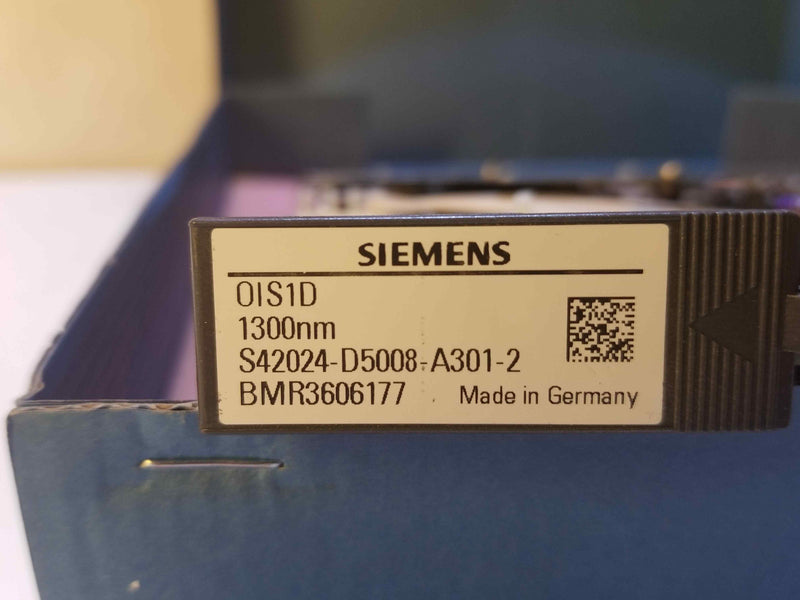 SIEMENS
OIS1D
1300nm
S42024-D5008-A301-2
BMR3606177 Made in Germany